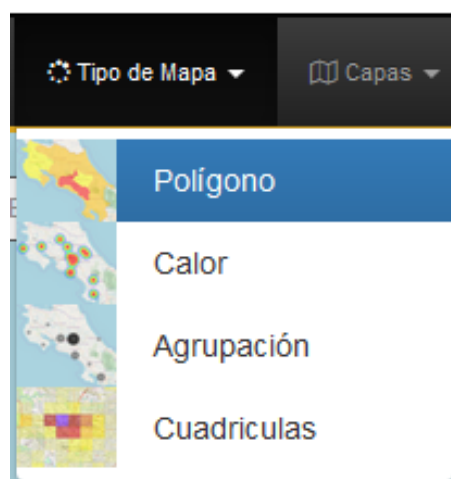 Tipo de Mapa
Capas
Polígono
Calor
Agrupación
Cuadriculas